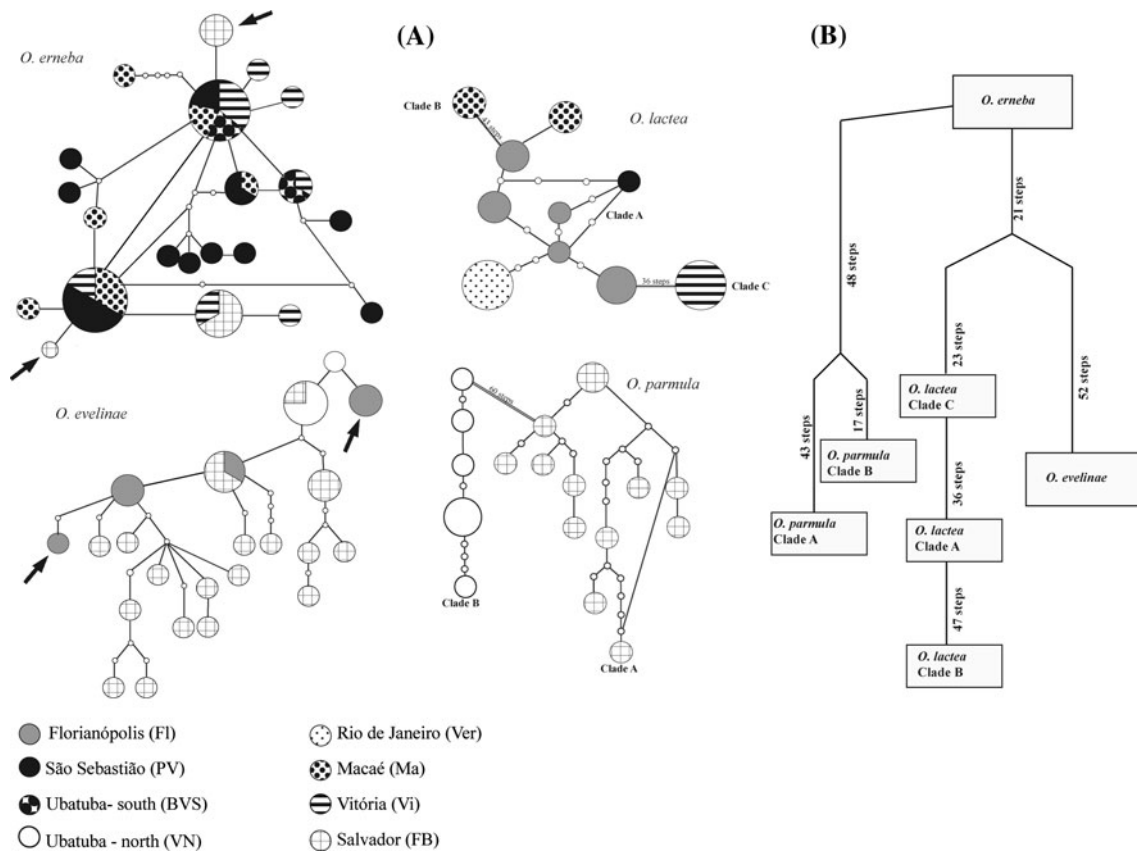 (A)
(B)
O. erneba
Clade B
43 steps
O. lactea
Clade A
36 steps
Clade C
O. evelinae
60 steps
O. parmula
Clade B
Clade A
O. erneba
21 steps
48 steps
23 steps
52 steps
O. lactea
Clade C
43 steps
17 steps
O. parmula
Clade B
36 steps
O. evelinae
O. parmula
Clade A
O. lactea
Clade A
47 steps
O. lactea
Clade B
Florianópolis (Fl)
São Sebastião (PV)
Ubatuba- south (BVS)
Ubatuba - north (VN)
Rio de Janeiro (Ver)
Macaé (Ma)
Vitória (Vi)
Salvador (FB)